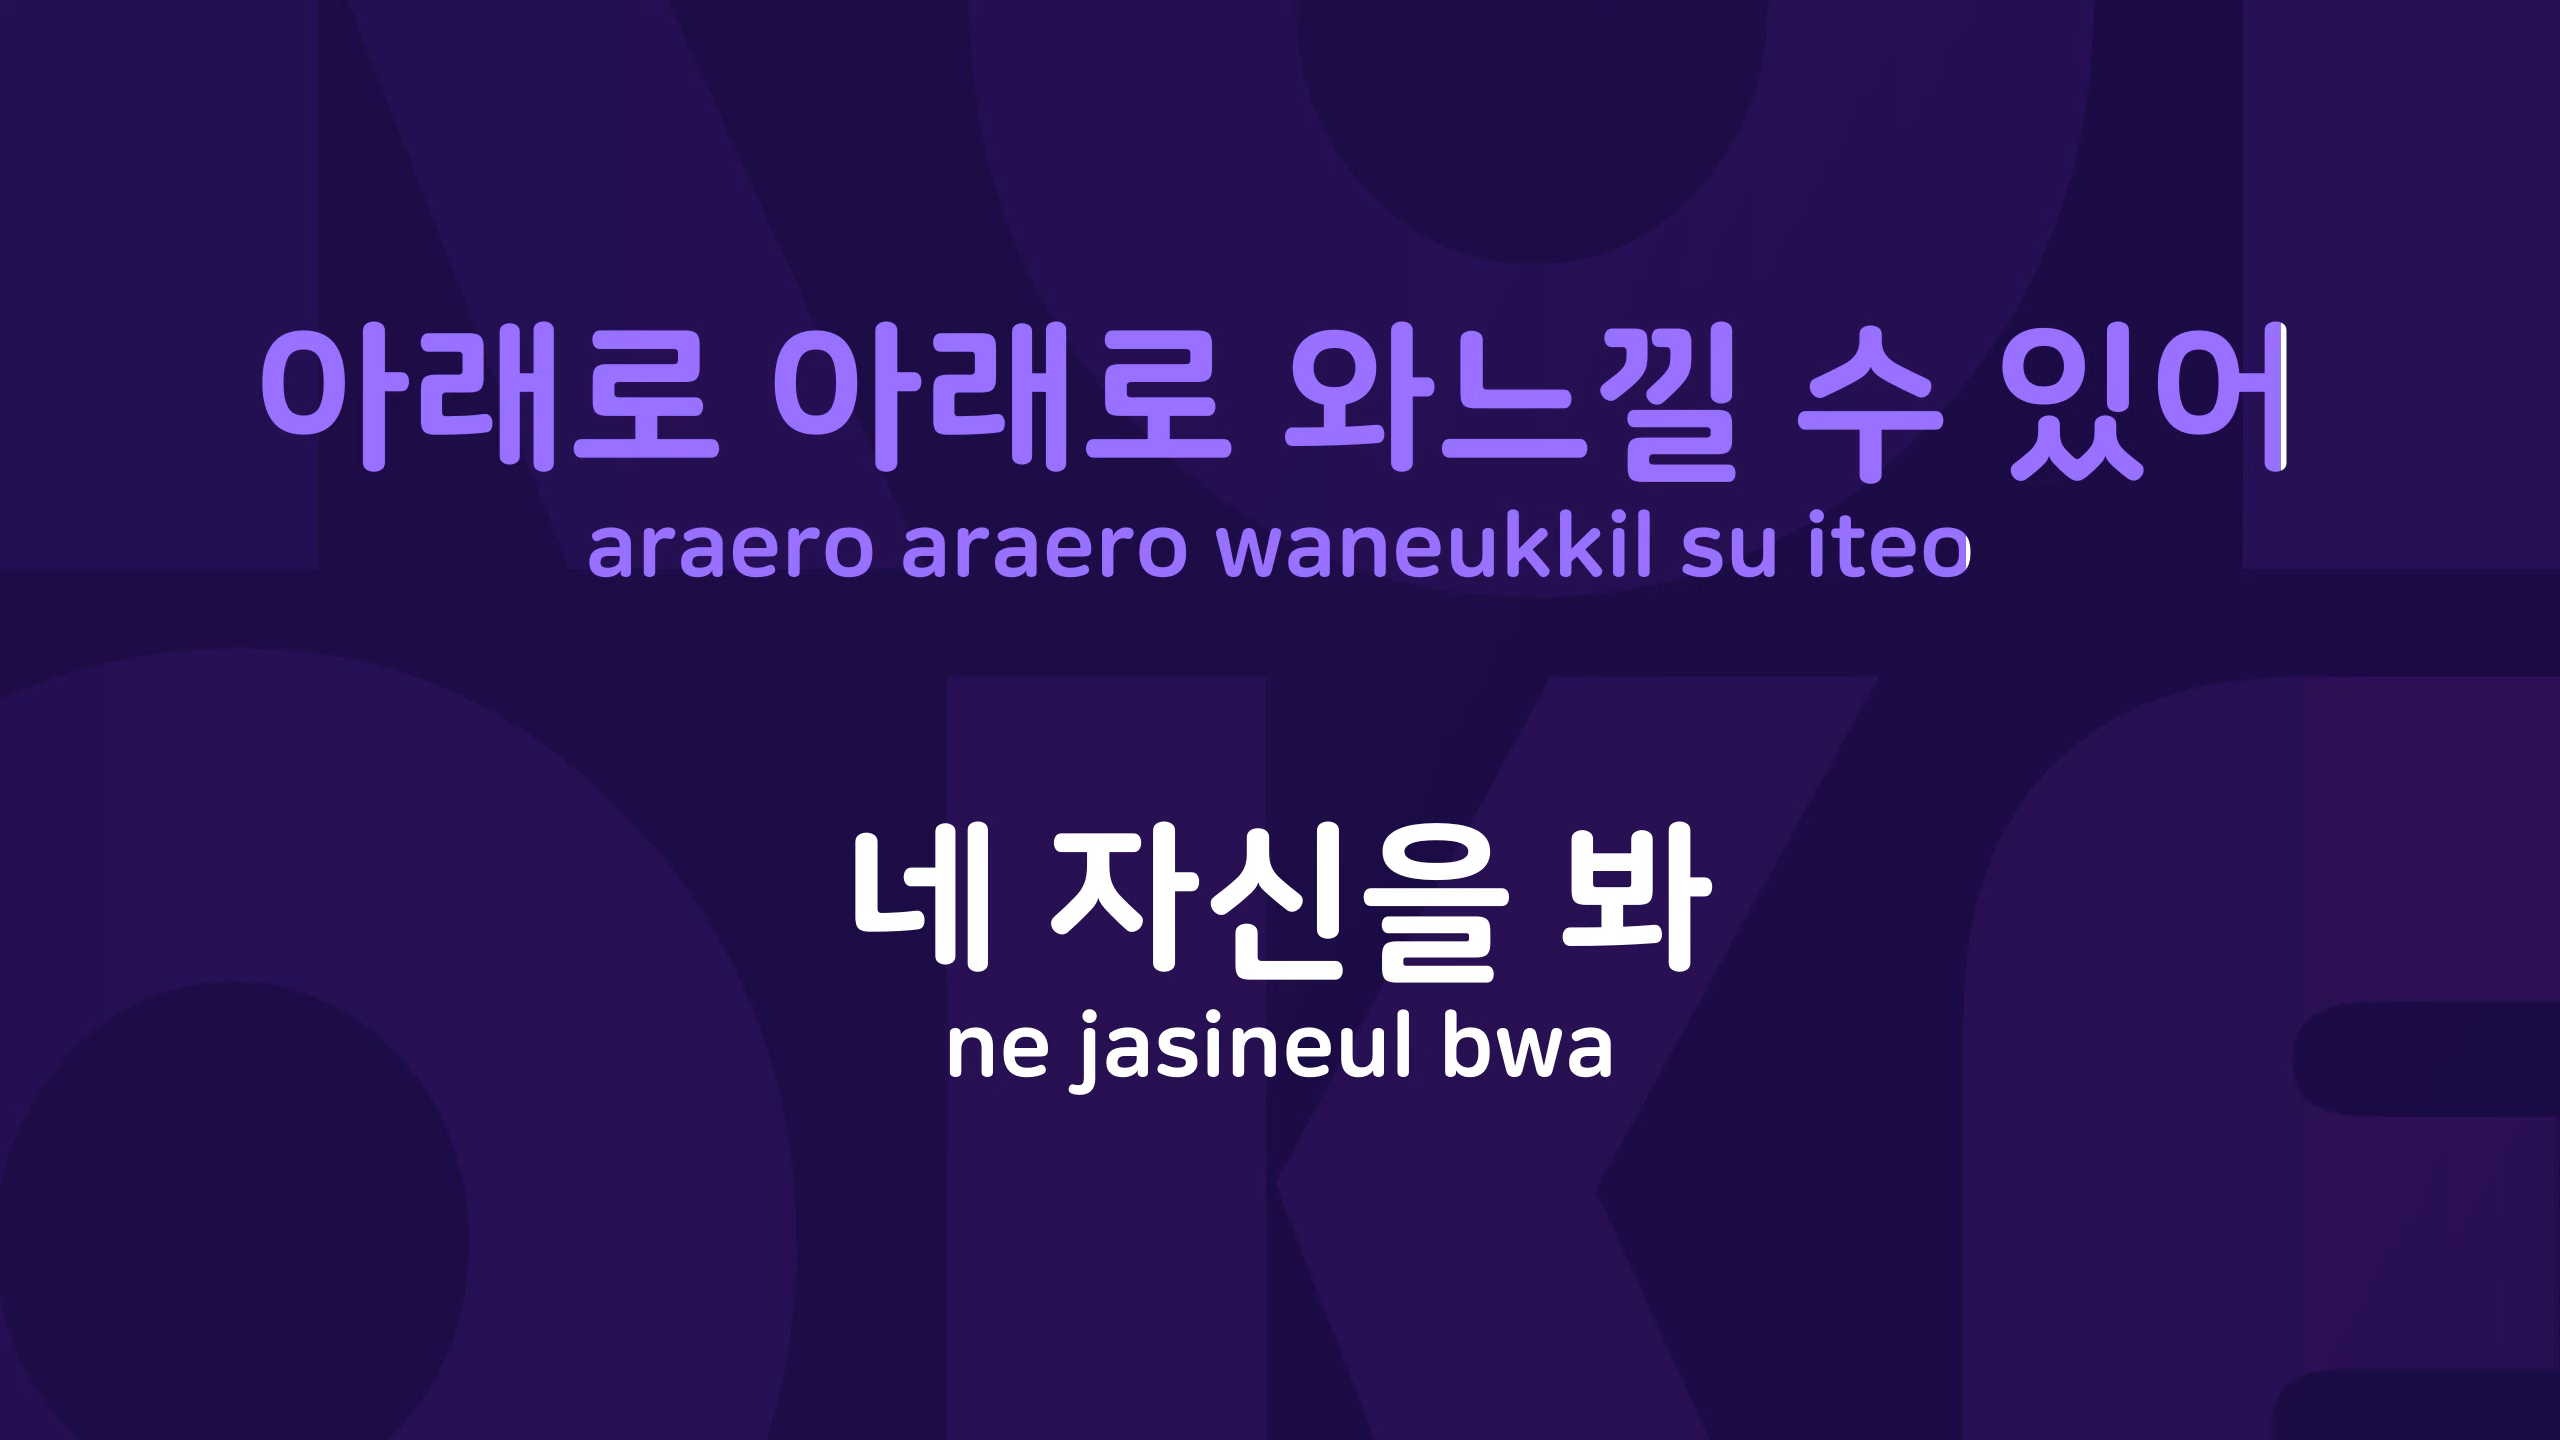 아래로 아래로 와느낄 수 있어
araero araero waneukkil su iteo
네 자신을 봐
ne jasineul bwa